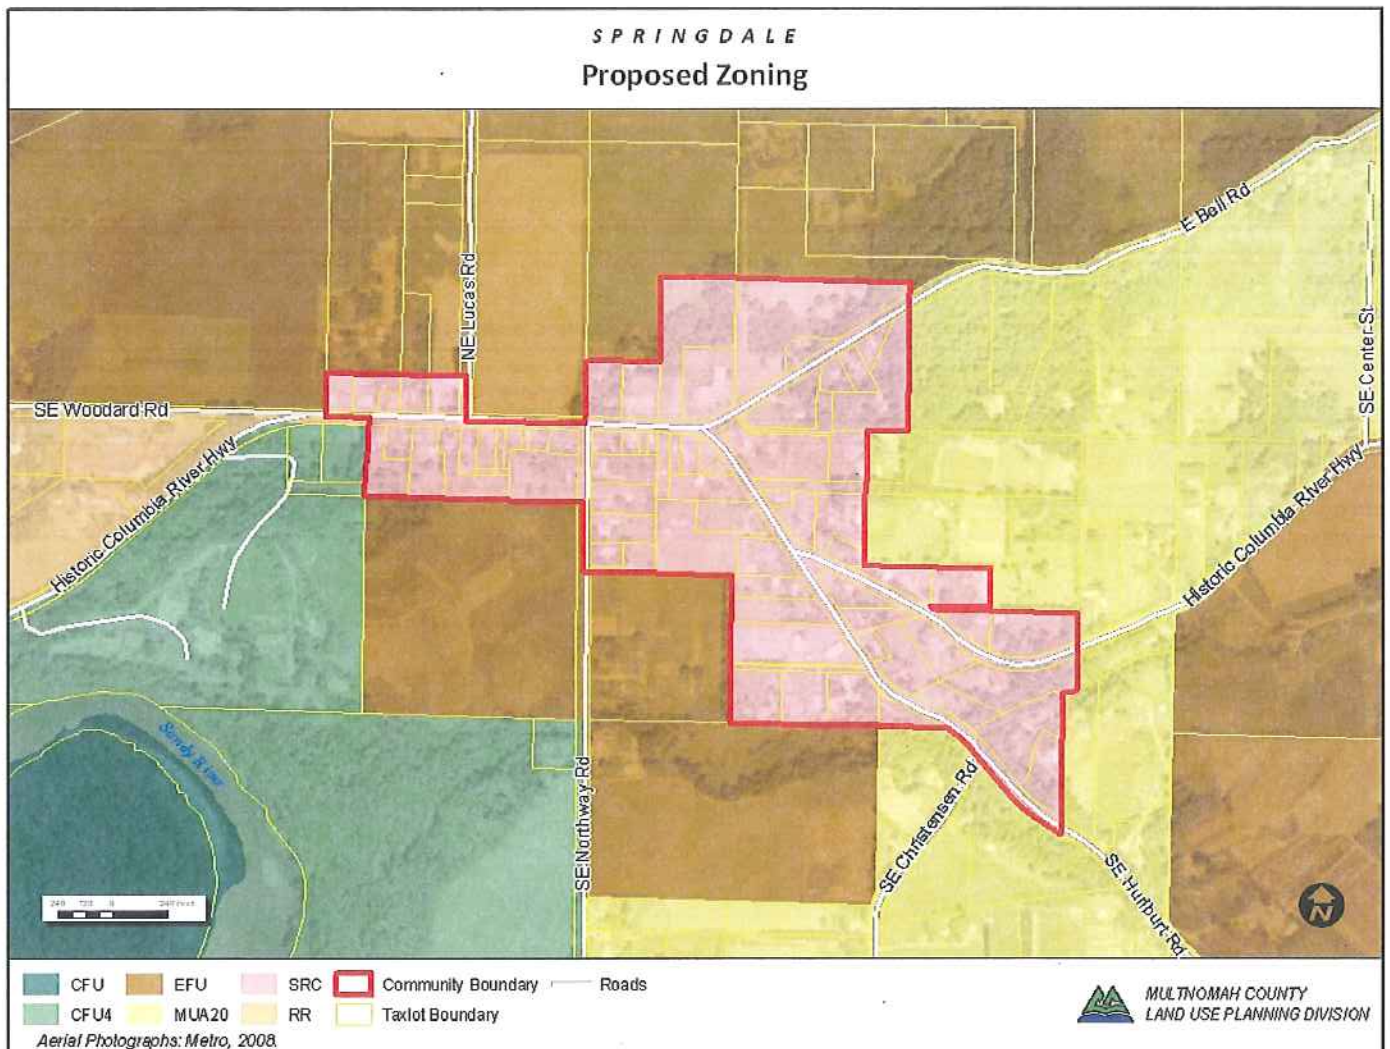 SPRINGDALE
Proposed Zoning
E Bell Rd
NE Lucas Rd
SE Center St
SE Woodard Rd
Historic Columbia River Hwy
Historic Columbia River Hwy
Sandy River
SE Northway Rd
SE Christensen Rd
SE Hurlburt Rd
N
CFU
EFU
SRC
Community Boundary
Roads
CFU4
MUA20
RR
Taxlot Boundary
MULTNOMAH COUNTY
LAND USE PLANNING DIVISION
Aerial Photographs: Metro, 2008.